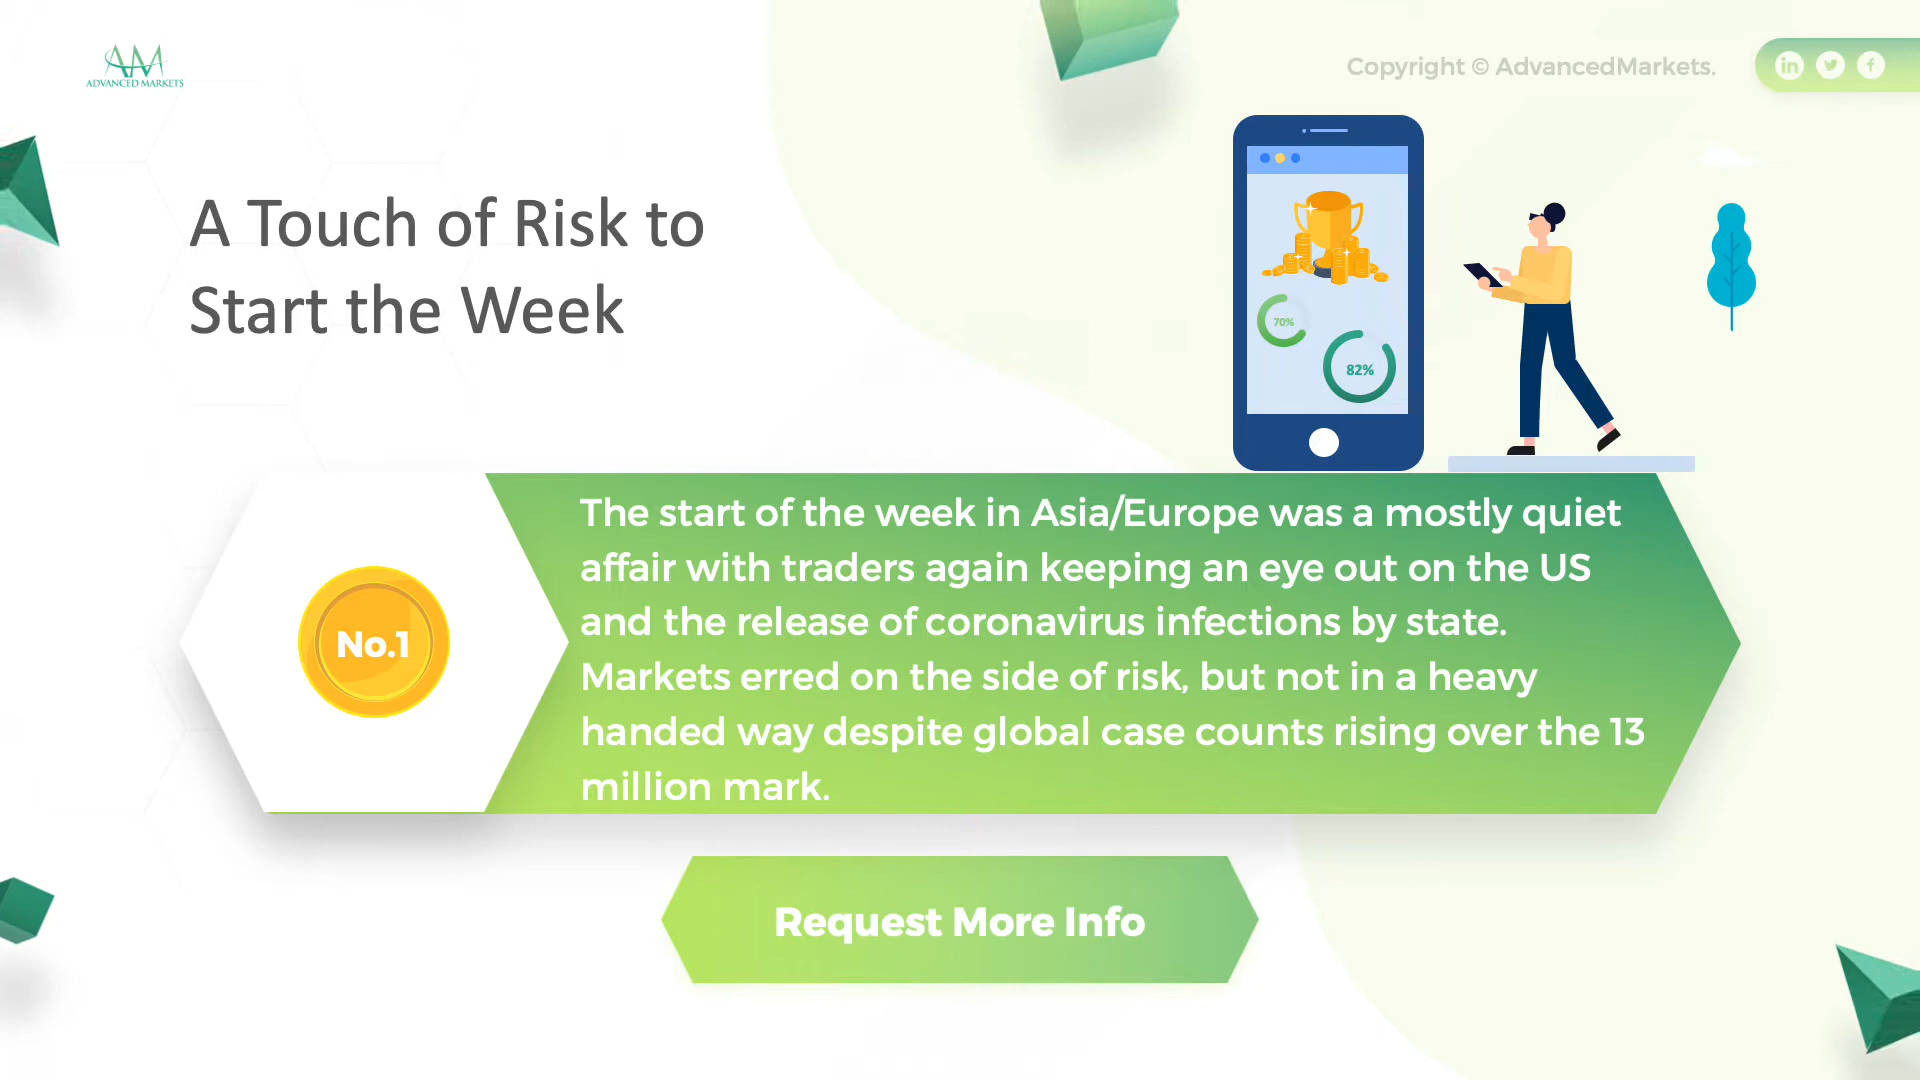 AM
ADVANCED MARKETS
Copyright © AdvancedMarkets.
in
f
A Touch of Risk to
Start the Week
70%
82%
No.1
The start of the week in Asia/Europe was a mostly quiet
affair with traders again keeping an eye out on the US
and the release of coronavirus infections by state.
Markets erred on the side of risk, but not in a heavy
handed way despite global case counts rising over the 13
million mark.
Request More Info